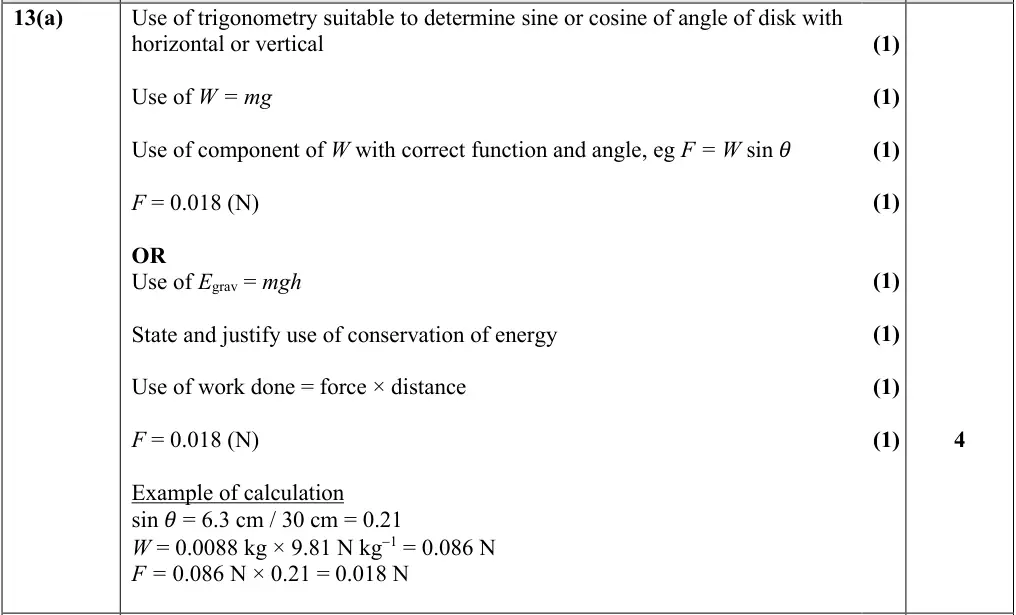 13(a) Use of trigonometry suitable to determine sine or cosine of angle of disk with
horizontal or vertical (1)
Use of W = mg (1)
Use of component of W with correct function and angle, eg F = W sin θ (1)
F = 0.018 (N) (1)
OR
Use of Egrav = mgh (1)
State and justify use of conservation of energy (1)
Use of work done = force × distance (1)
F = 0.018 (N) (1) 4
Example of calculation
sin θ = 6.3 cm / 30 cm = 0.21
W = 0.0088 kg × 9.81 N kg⁻¹ = 0.086 N
F = 0.086 N × 0.21 = 0.018 N